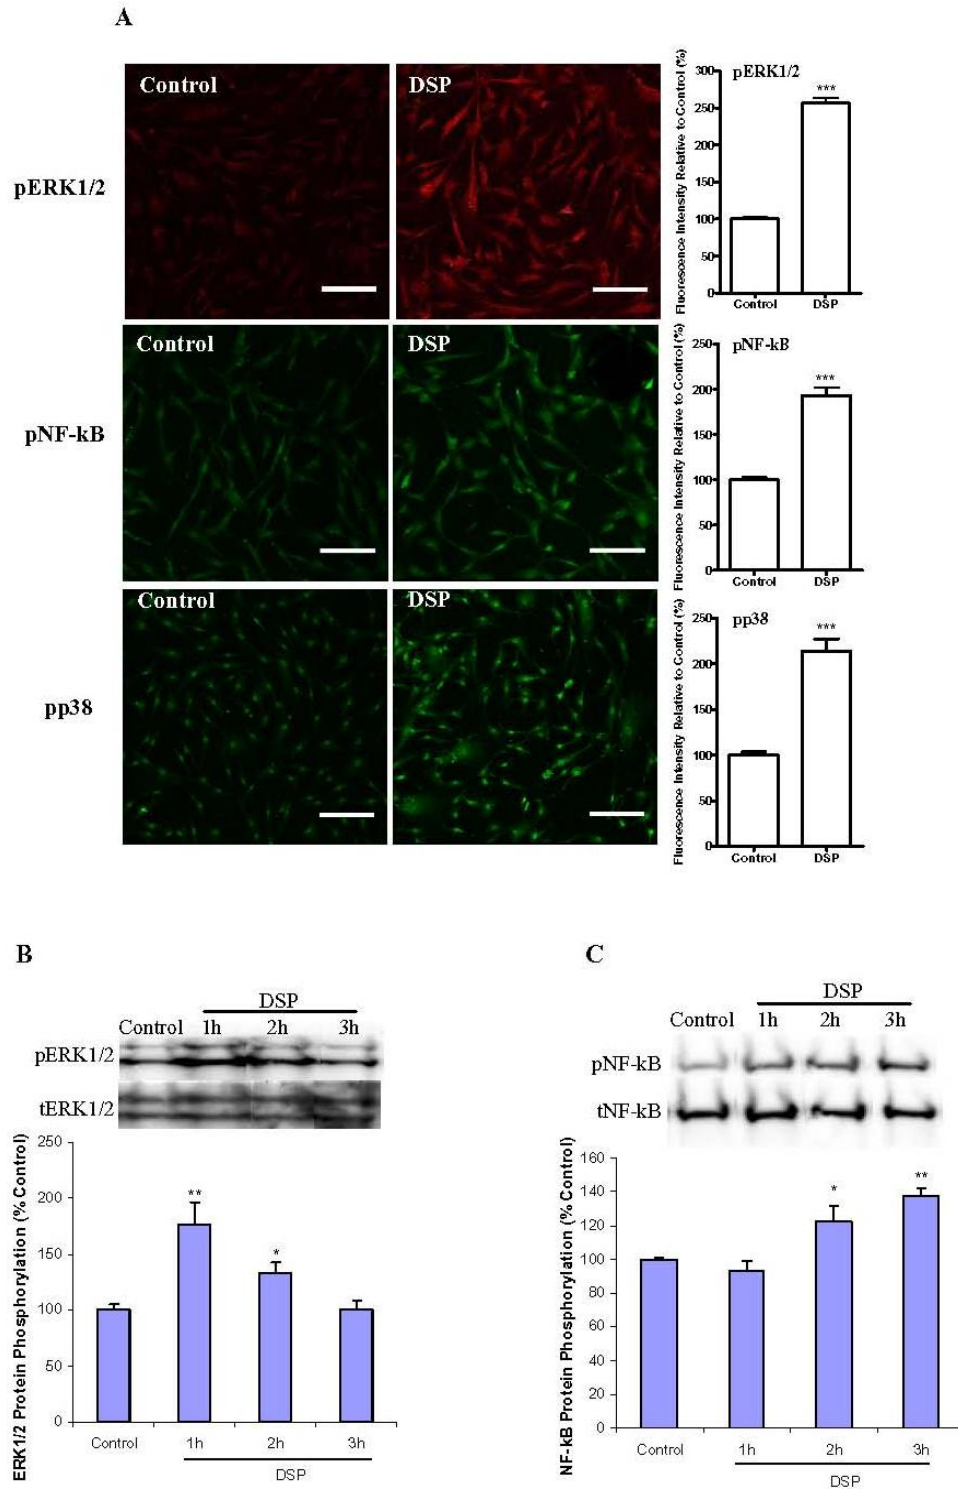 A
pERK1/2
Control
DSP
Fluorescence Intensity Relative to Control (%)
300
250
200
150
100
50
0
pERK1/2
***
Control
DSP
pNF-kB
Control
DSP
Fluorescence Intensity Relative to Control (%)
250
200
150
100
50
0
pNF-kB
***
Control
DSP
pp38
Control
DSP
Fluorescence Intensity Relative to Control (%)
250
200
150
100
50
0
pp38
***
Control
DSP
B
DSP
Control 1h 2h 3h
pERK1/2
tERK1/2
ERK1/2 Protein Phosphorylation (% Control)
250
200
150
100
50
0
**
*
Control 1h 2h 3h
DSP
C
DSP
Control 1h 2h 3h
pNF-kB
tNF-kB
NF-kB Protein Phosphorylation (% Control)
160
140
120
100
80
60
40
20
0
*
**
Control 1h 2h 3h
DSP